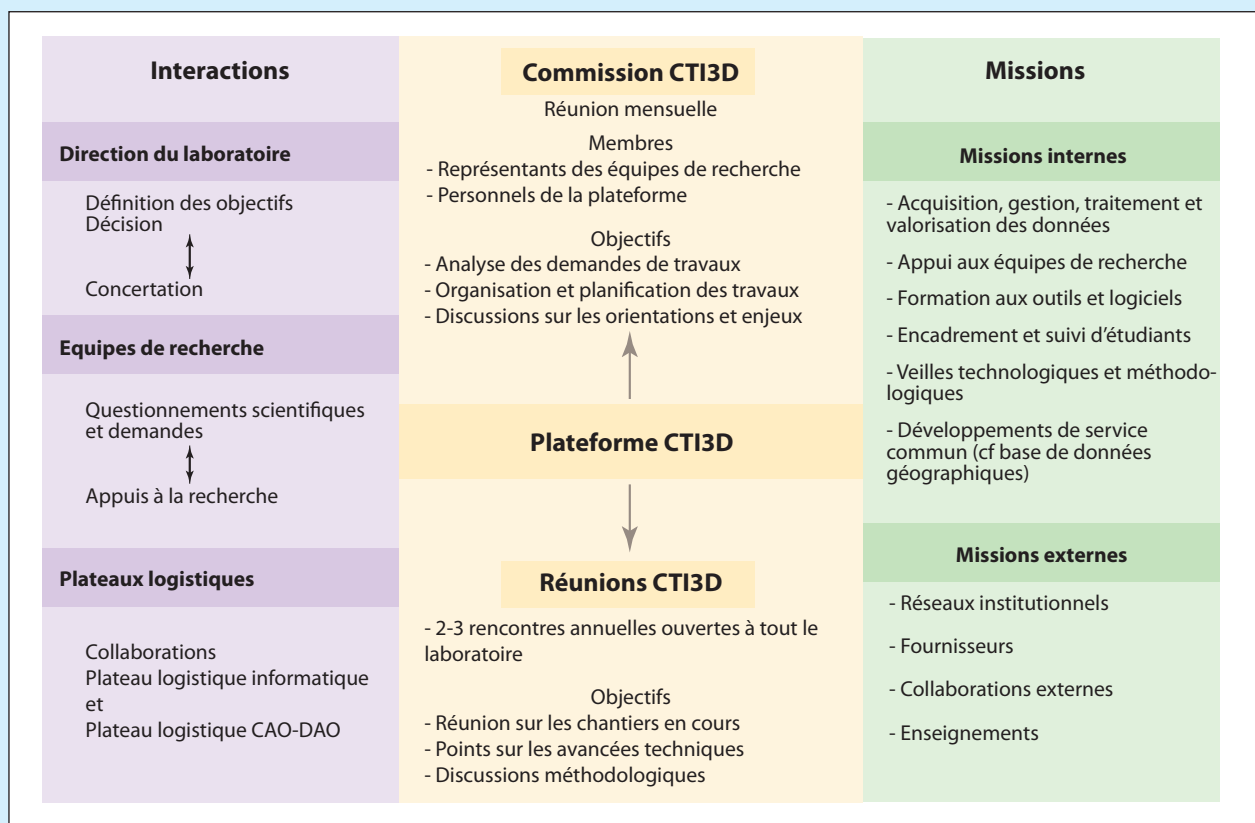 Interactions
Direction du laboratoire
Définition des objectifs
Décision
Concertation
Equipes de recherche
Questionnements scientifiques
et demandes
Appuis à la recherche
Plateaux logistiques
Collaborations
Plateau logistique informatique
et
Plateau logistique CAO-DAO
Commission CTI3D
Réunion mensuelle
Membres
- Représentants des équipes de recherche
- Personnels de la plateforme
Objectifs
- Analyse des demandes de travaux
- Organisation et planification des travaux
- Discussions sur les orientations et enjeux
Plateforme CTI3D
Réunions CTI3D
- 2-3 rencontres annuelles ouvertes à tout le
laboratoire
Objectifs
- Réunion sur les chantiers en cours
- Points sur les avancées techniques
- Discussions méthodologiques
Missions
Missions internes
- Acquisition, gestion, traitement et
valorisation des données
- Appui aux équipes de recherche
- Formation aux outils et logiciels
- Encadrement et suivi d’étudiants
- Veilles technologiques et méthodo-
logiques
- Développements de service
commun (cf base de données
géographiques)
Missions externes
- Réseaux institutionnels
- Fournisseurs
- Collaborations externes
- Enseignements